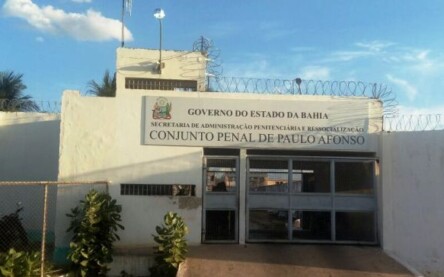 GOVERNO DO ESTADO DA BAHIA
SECRETARIA DE ADMINISTRAÇÃO PENITENCIÁRIA E RESSOCIALIZAÇÃO
CONJUNTO PENAL DE PAULO AFONSO